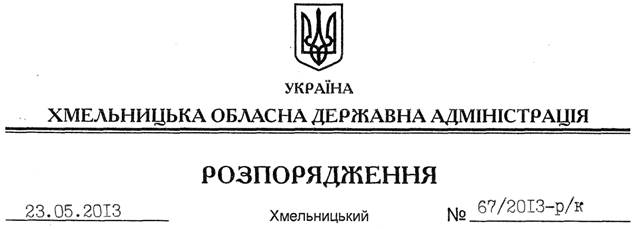 УКРАЇНА
ХМЕЛЬНИЦЬКА ОБЛАСНА ДЕРЖАВНА АДМІНІСТРАЦІЯ
РОЗПОРЯДЖЕННЯ
23.05.2013 Хмельницький № 67/2013-р/к